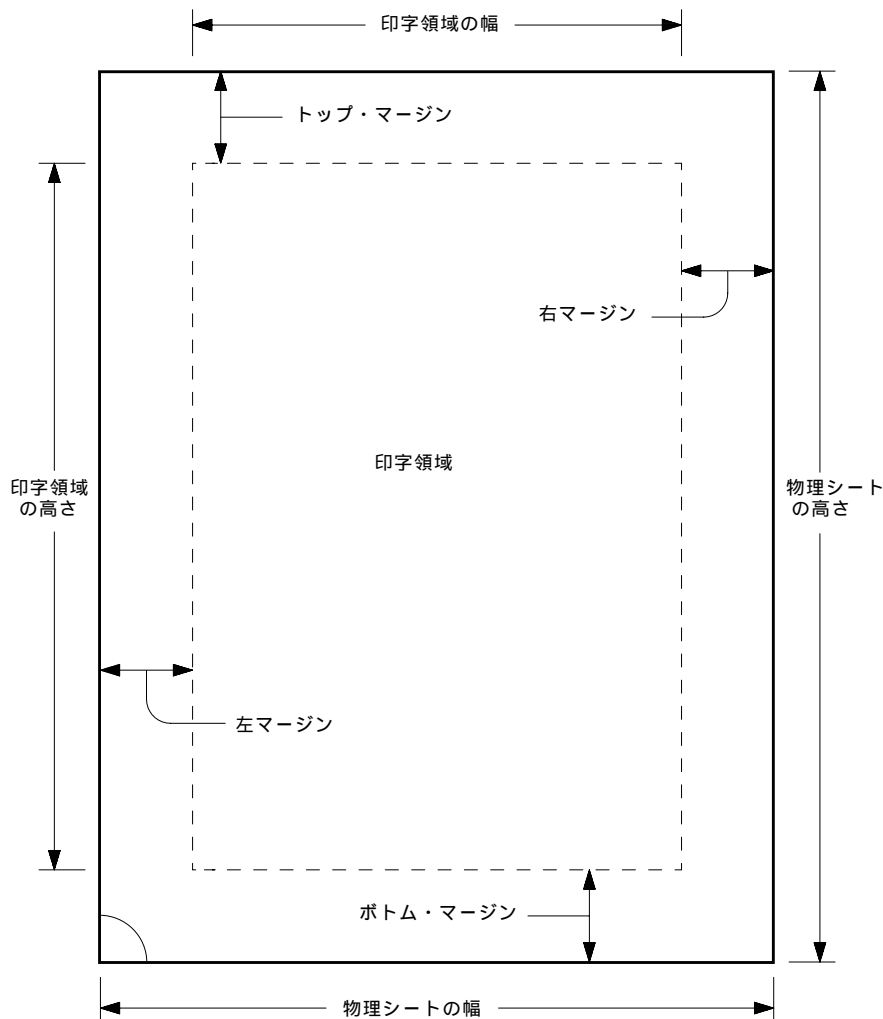 印字領域の幅
トップ・マージン
右マージン
印字領域
印字領域
の高さ
物理シート
の高さ
左マージン
ボトム・マージン
物理シートの幅